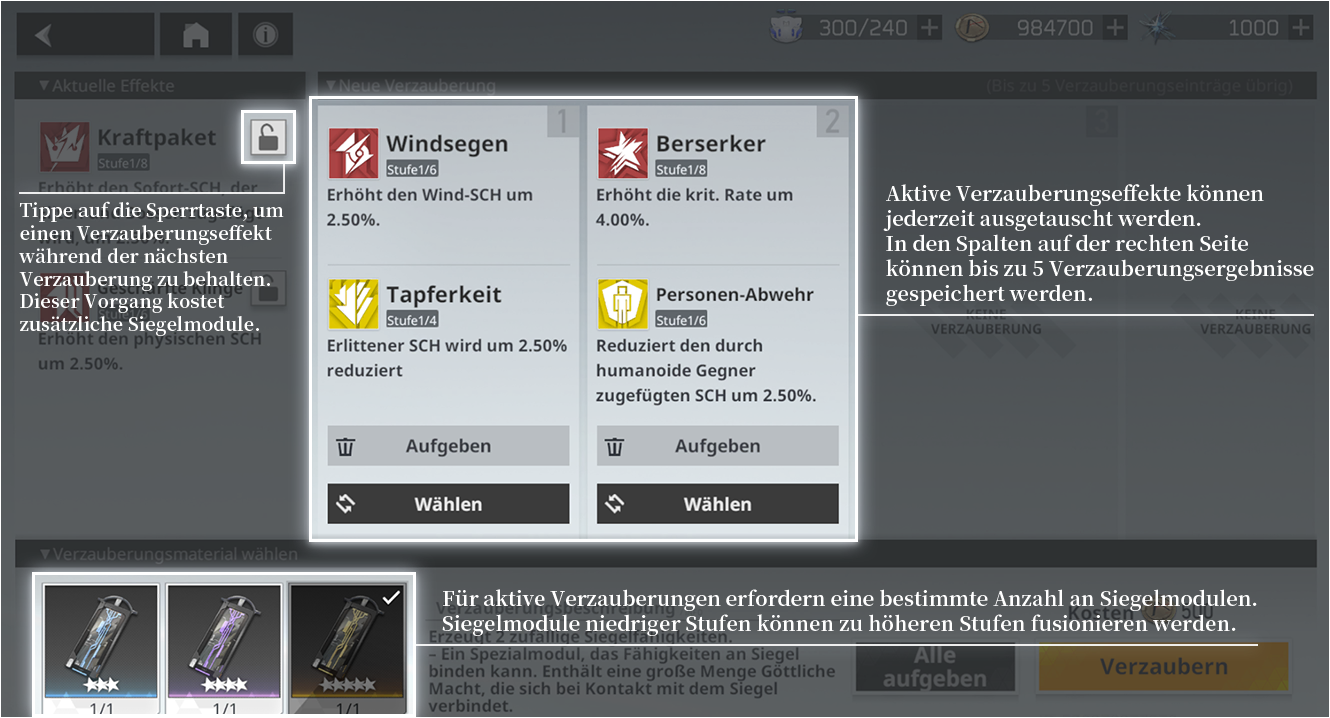 300/240
984700
1000
▼Aktuelle Effekte
▼Neue Verzauberung
(Bis zu 5 Verzauberungseinträge übrig)
Kraftpaket
Stufe1/8
Erhöht den Sofort-SCH, der
um 2.50%.
Geschärfte Klinge
Erhöht den physischen SCH
um 2.50%.
Tippe auf die Sperrtaste, um
einen Verzauberungseffekt
während der nächsten
Verzauberung zu behalten.
Dieser Vorgang kostet
zusätzliche Siegelmodule.
1
Windsegen
Stufe1/6
Erhöht den Wind-SCH um
2.50%.
Tapferkeit
Stufe1/4
Erlittener SCH wird um 2.50%
reduziert
Aufgeben
Wählen
2
Berserker
Stufe1/8
Erhöht die krit. Rate um
4.00%.
Personen-Abwehr
Stufe1/6
Reduziert den durch
humanoide Gegner
zugefügten SCH um 2.50%.
Aufgeben
Wählen
3
Aktive Verzauberungseffekte können
jederzeit ausgetauscht werden.
In den Spalten auf der rechten Seite
können bis zu 5 Verzauberungsergebnisse
gespeichert werden.
KEINE
VERZAUBERUNG
KEINE
VERZAUBERUNG
▼Verzauberungsmaterial wählen
1/1
1/1
1/1
Für aktive Verzauberungen erfordern eine bestimmte Anzahl an Siegelmodulen.
Siegelmodule niedriger Stufen können zu höheren Stufen fusionieren werden.
Verzauberungsbeschreibung
Erzeugt 2 zufällige Siegelfähigkeiten.
– Ein Spezialmodul, das Fähigkeiten an Siegel
binden kann. Enthält eine große Menge Göttliche
Macht, die sich bei Kontakt mit dem Siegel
verbindet.
Kosten 500
Alle
aufgeben
Verzaubern